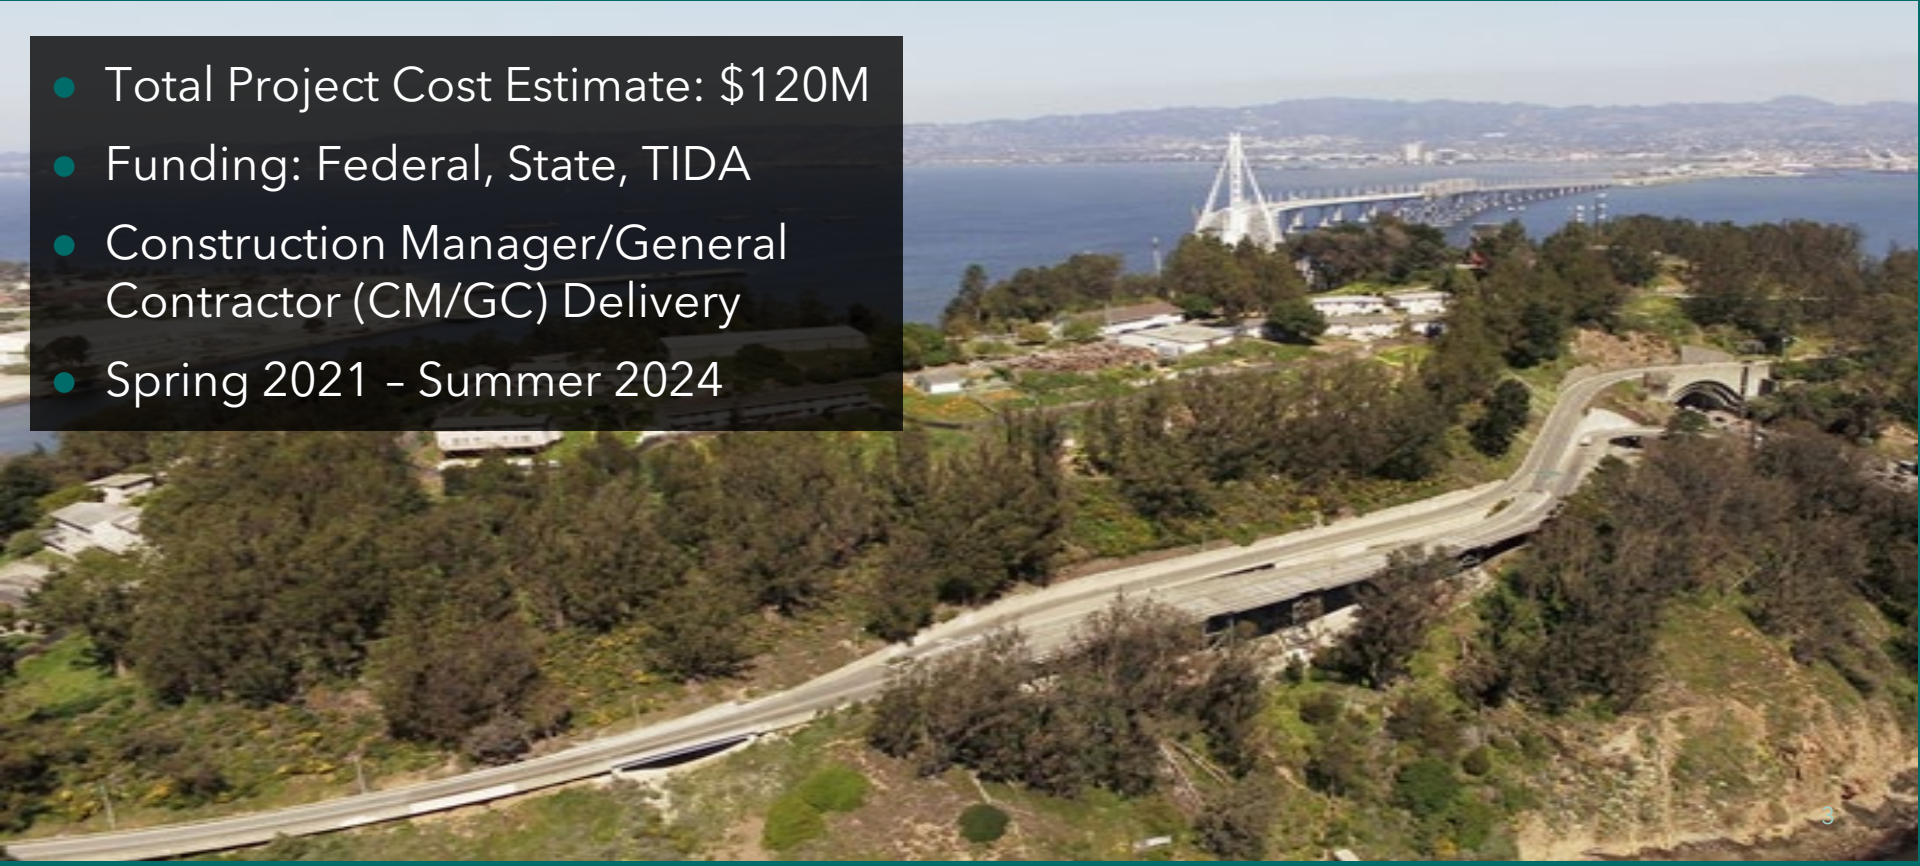 Total Project Cost Estimate: $120M
Funding: Federal, State, TIDA
Construction Manager/General
Contractor (CM/GC) Delivery
Spring 2021 – Summer 2024
3